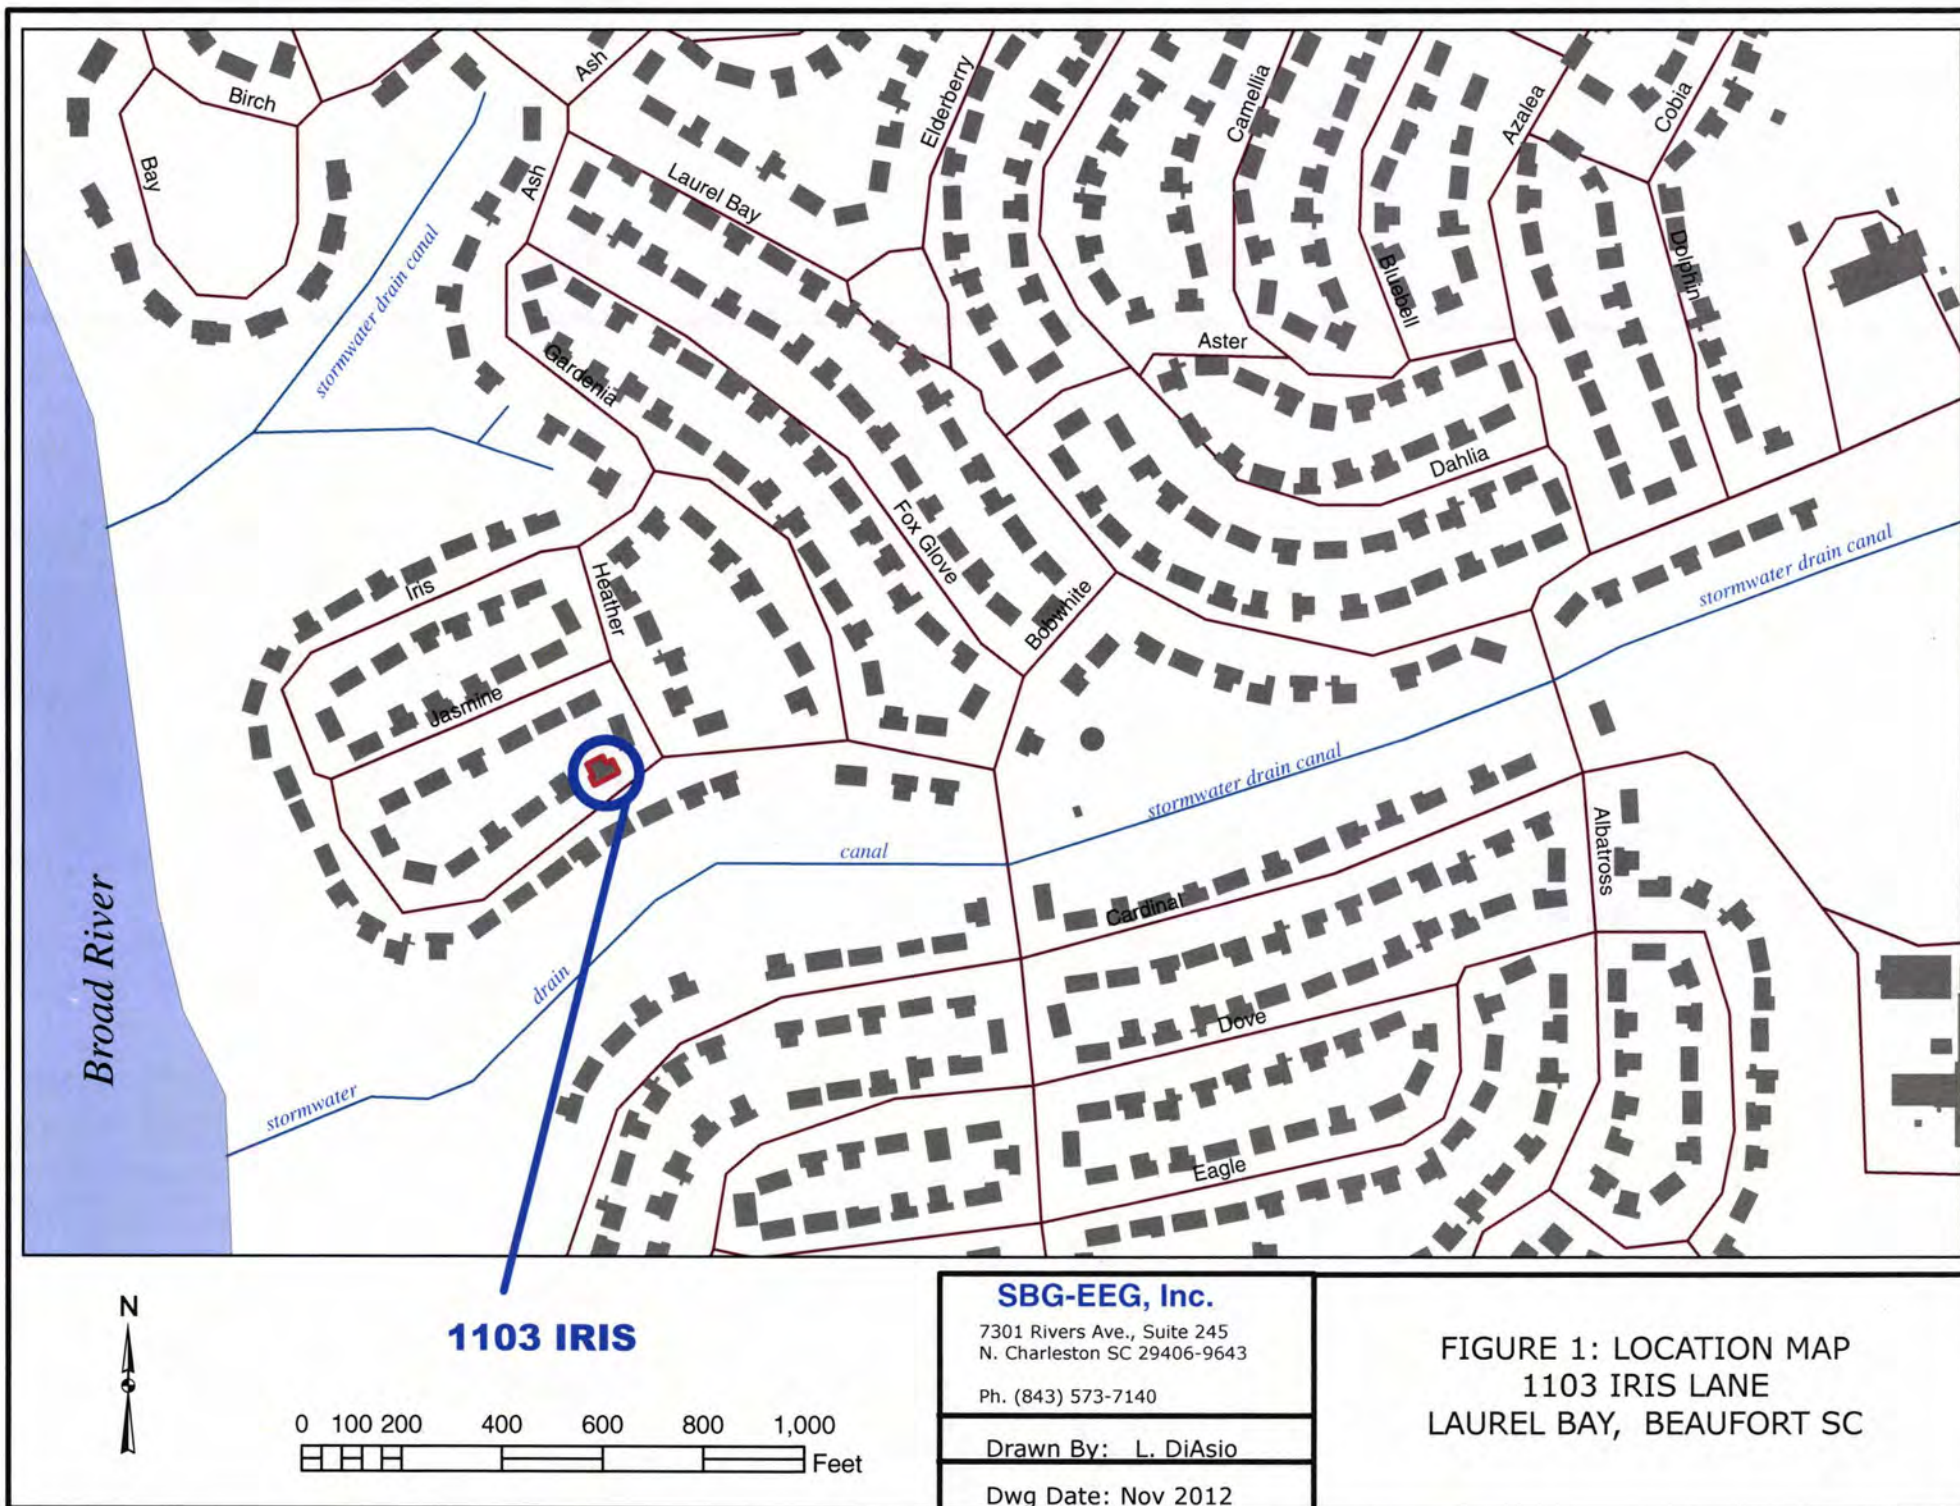 Ash
Birch
Elderberry
Camellia
Azalea
Cobia
Bay
Ash
Laurel Bay
stormwater drain canal
Dolphin
Bluebell
Gardenia
Aster
Dahlia
Fox Glove
stormwater drain canal
Iris
Heather
Bobwhite
Jasmine
stormwater drain canal
canal
Albatross
Cardinal
Broad River
drain
Dove
stormwater
Eagle
N
1103 IRIS
0 100 200 400 600 800 1,000
Feet
SBG-EEG, Inc.
7301 Rivers Ave., Suite 245
N. Charleston SC 29406-9643
Ph. (843) 573-7140
Drawn By: L. DiAsio
Dwg Date: Nov 2012
FIGURE 1: LOCATION MAP
1103 IRIS LANE
LAUREL BAY, BEAUFORT SC